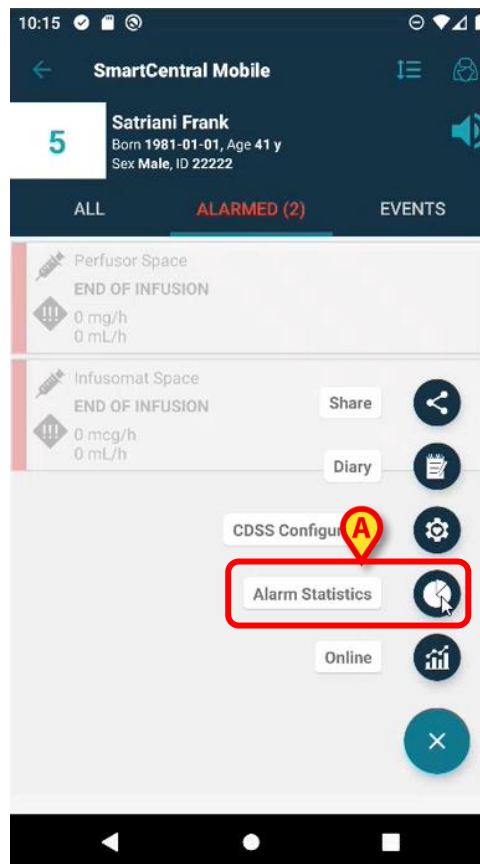 10:15
SmartCentral Mobile
5
Satriani Frank
Born 1981-01-01, Age 41 y
Sex Male, ID 22222
ALL
ALARMED (2)
EVENTS
Perfusor Space
END OF INFUSION
!!!
0 mg/h
0 mL/h
Infusomat Space
END OF INFUSION
!!!
0 mcg/h
0 mL/h
Share
Diary
CDSS Configur
A
Alarm Statistics
Online